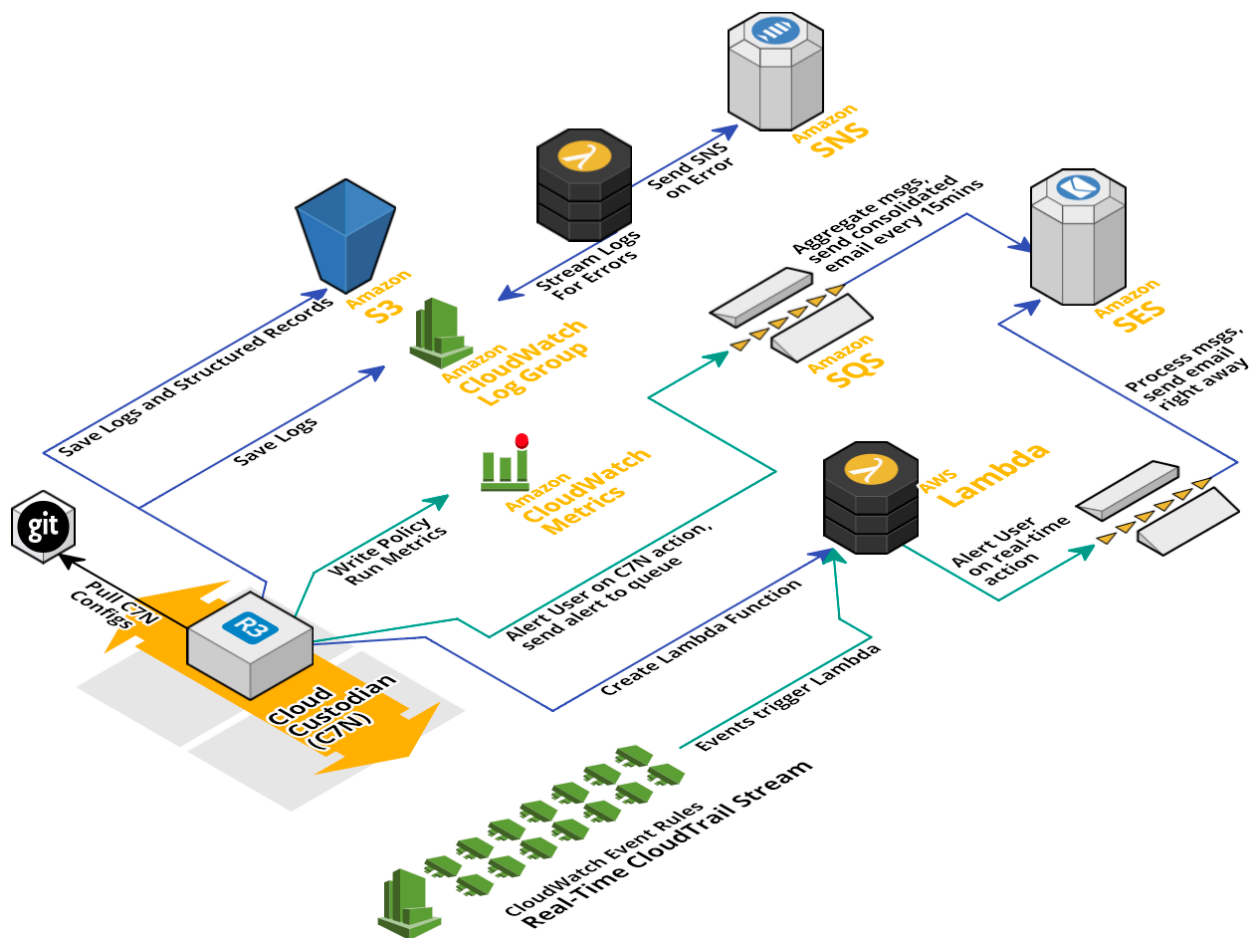 Amazon
SNS
Send SNS
on Error
Stream Logs
For Errors
Amazon
S3
Save Logs and Structured Records
Amazon
CloudWatch
Log Group
Save Logs
Aggregate msgs,
send consolidated
email every 15mins
Amazon
SQS
Amazon
SES
Process msgs,
send email
right away
Amazon
CloudWatch
Metrics
Write Policy
Run Metrics
AWS
Lambda
Alert User
on real-time
action
git
Pull C7N
Configs
R3
Cloud
Custodian
(C7N)
Alert User on C7N action,
send alert to queue
Create Lambda Function
Events trigger Lambda
CloudWatch Event Rules
Real-Time CloudTrail Stream